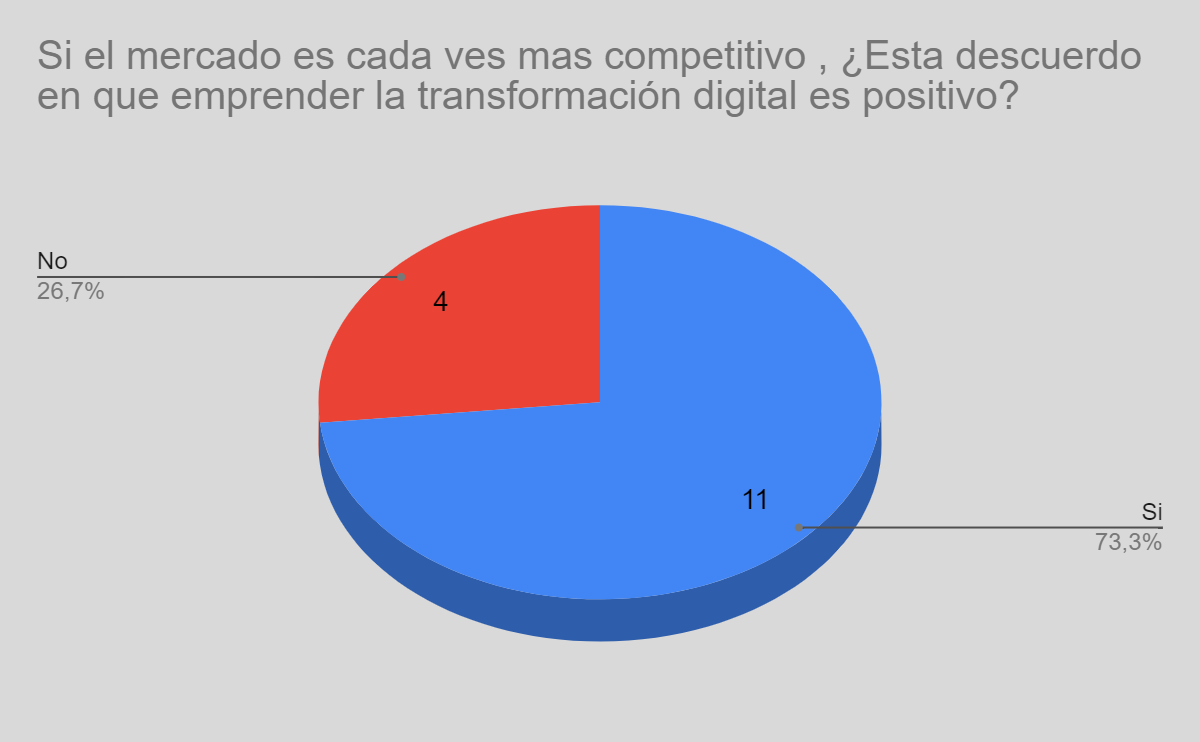 Si el mercado es cada ves mas competitivo , ¿Esta descuerdo
en que emprender la transformación digital es positivo?
No
26,7%
4
11
Si
73,3%